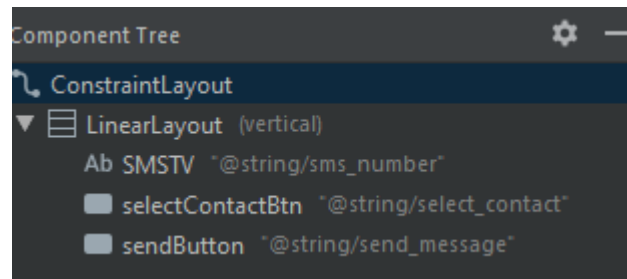 Component Tree
ConstraintLayout
LinearLayout (vertical)
Ab SMSTV "@string/sms_number"
selectContactBtn "@string/select_contact"
sendButton "@string/send_message"